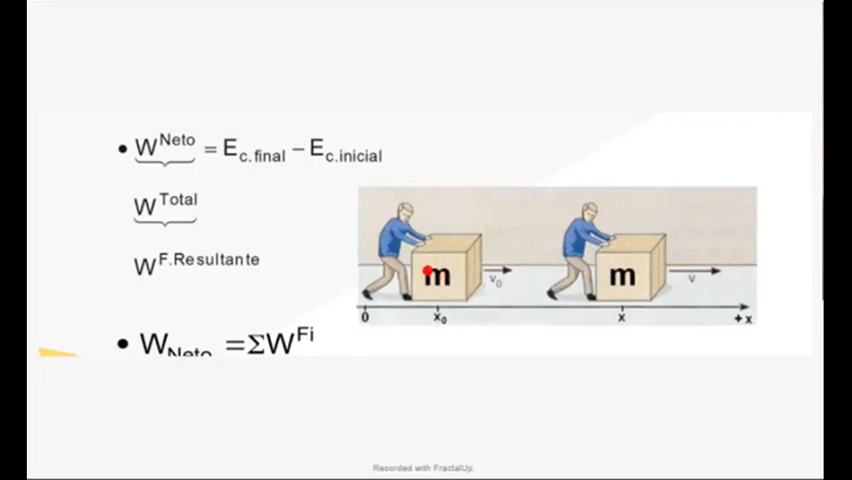 • W^Neto = E_c.final – E_c.inicial
W^Total
W^F.Resultante
m
v₀
m
v
0
x₀
x
+x
• W_Neto = ΣW^Fi
Recorded with FractalUp.